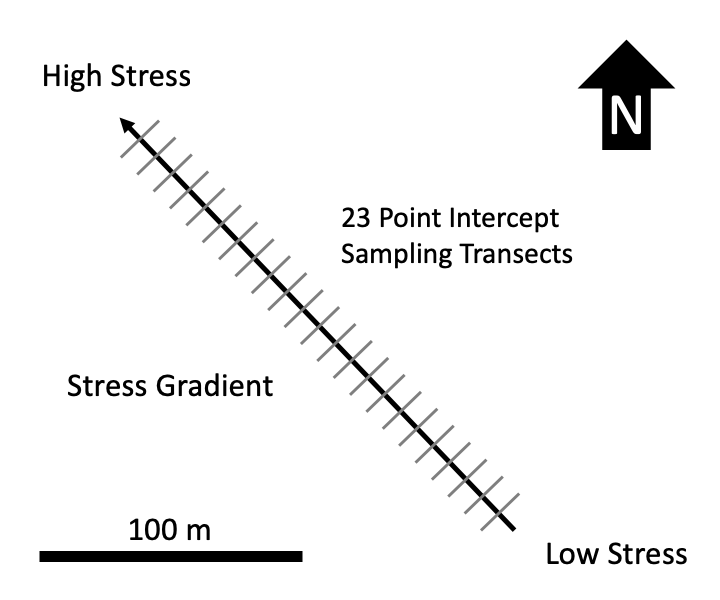 High Stress
N
23 Point Intercept
Sampling Transects
Stress Gradient
100 m
Low Stress